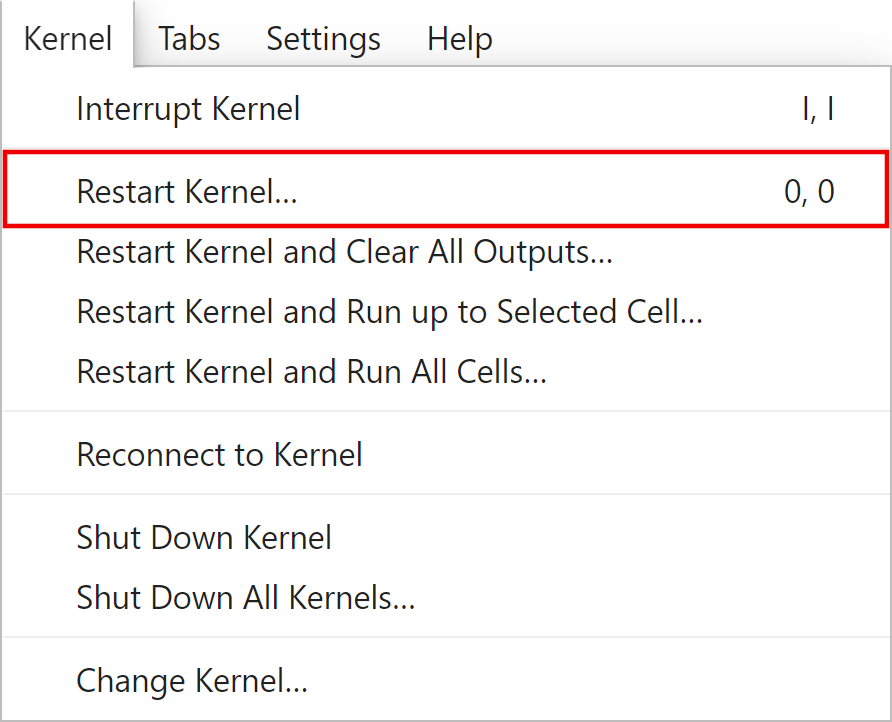 Kernel Tabs Settings Help
Interrupt Kernel I, I
Restart Kernel... 0, 0
Restart Kernel and Clear All Outputs...
Restart Kernel and Run up to Selected Cell...
Restart Kernel and Run All Cells...
Reconnect to Kernel
Shut Down Kernel
Shut Down All Kernels...
Change Kernel...